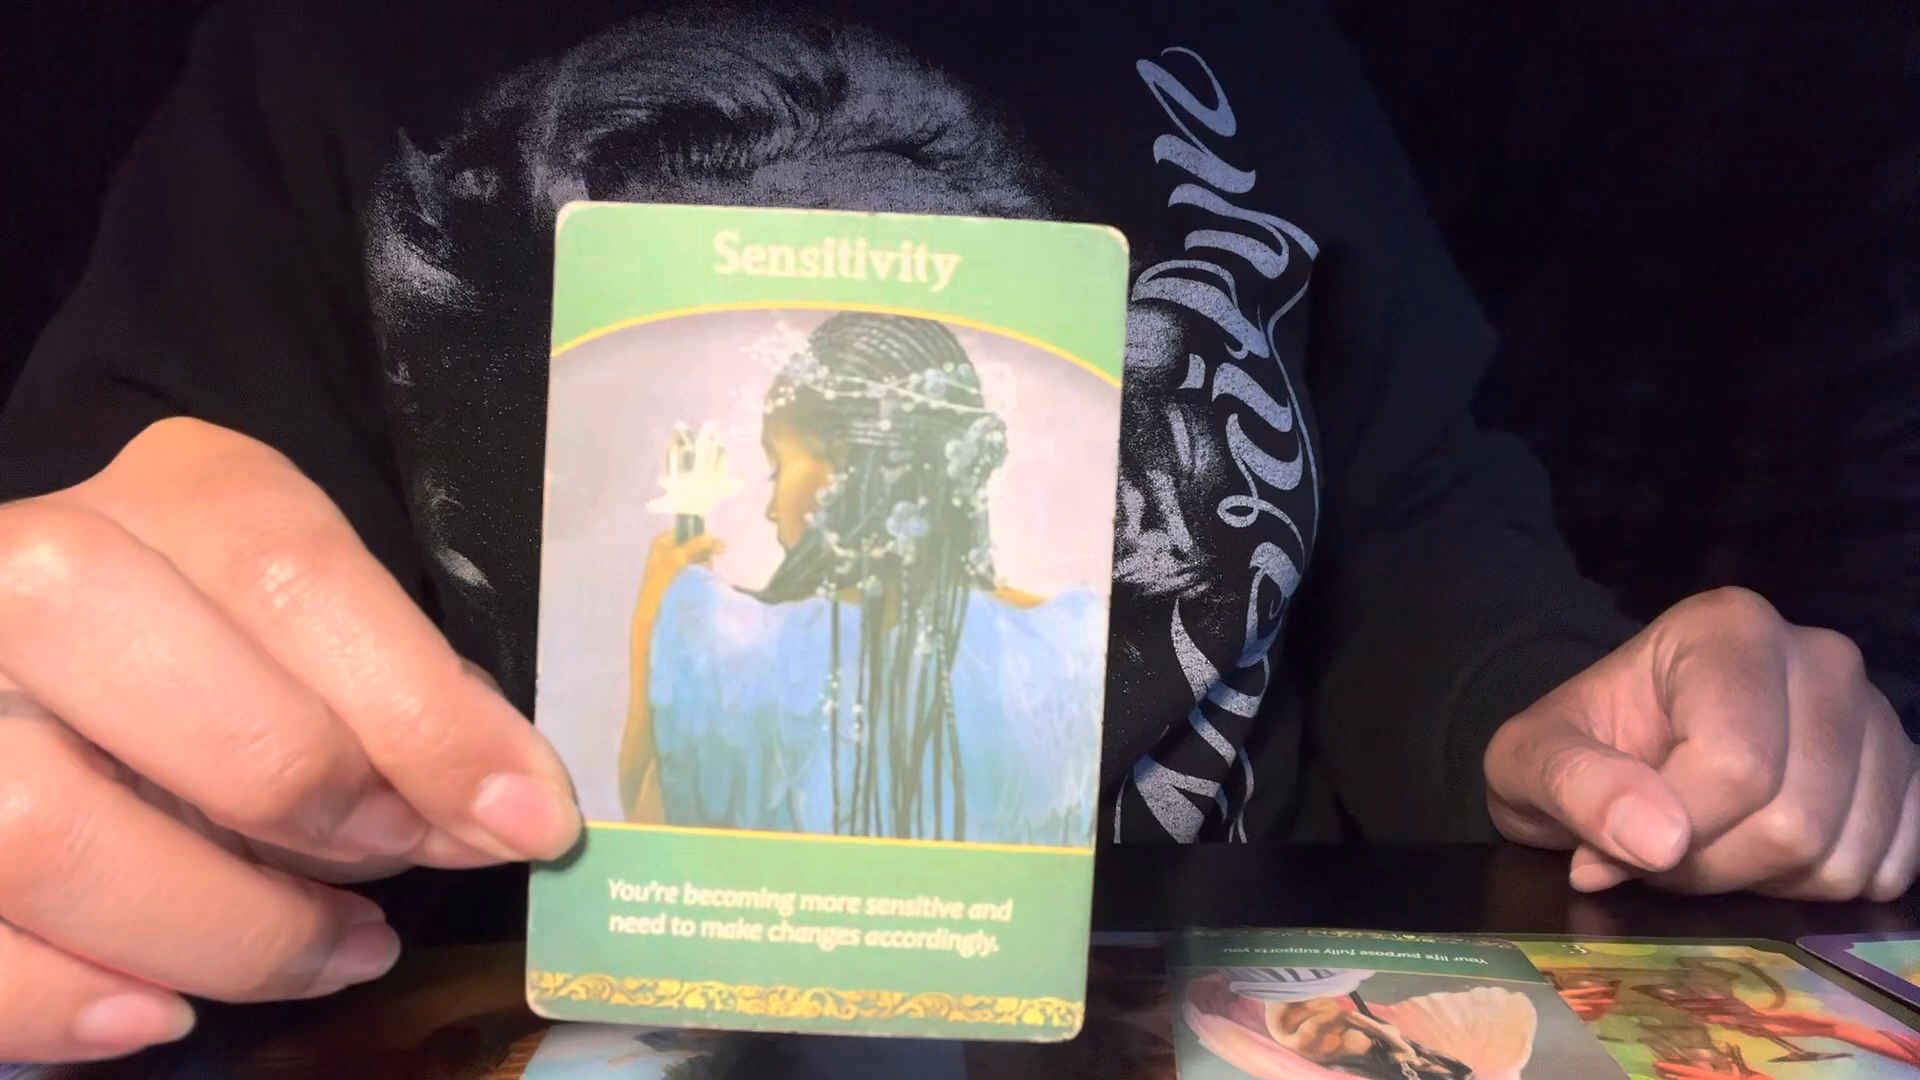 Sensitivity
You're becoming more sensitive and
need to make changes accordingly.
Your life purpose fully supports you